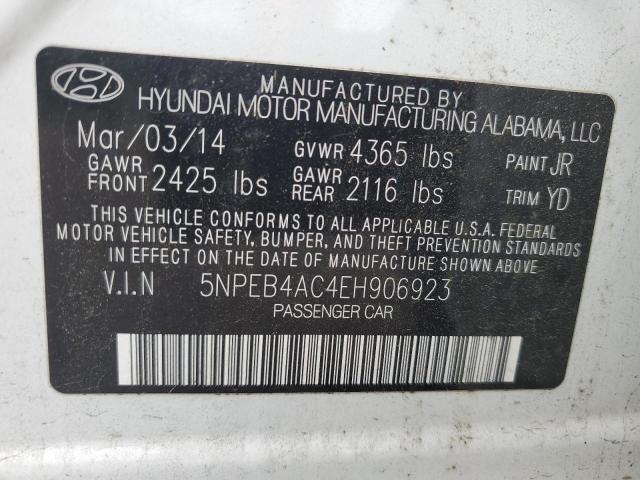 MANUFACTURED BY
HYUNDAI MOTOR MANUFACTURING ALABAMA, LLC
Mar/03/14 GVWR 4365 lbs PAINT JR
GAWR FRONT 2425 lbs GAWR REAR 2116 lbs TRIM YD
THIS VEHICLE CONFORMS TO ALL APPLICABLE U.S.A. FEDERAL
MOTOR VEHICLE SAFETY, BUMPER, AND THEFT PREVENTION STANDARDS
IN EFFECT ON THE DATE OF MANUFACTURE SHOWN ABOVE.
V.I.N 5NPEB4AC4EH906923
PASSENGER CAR